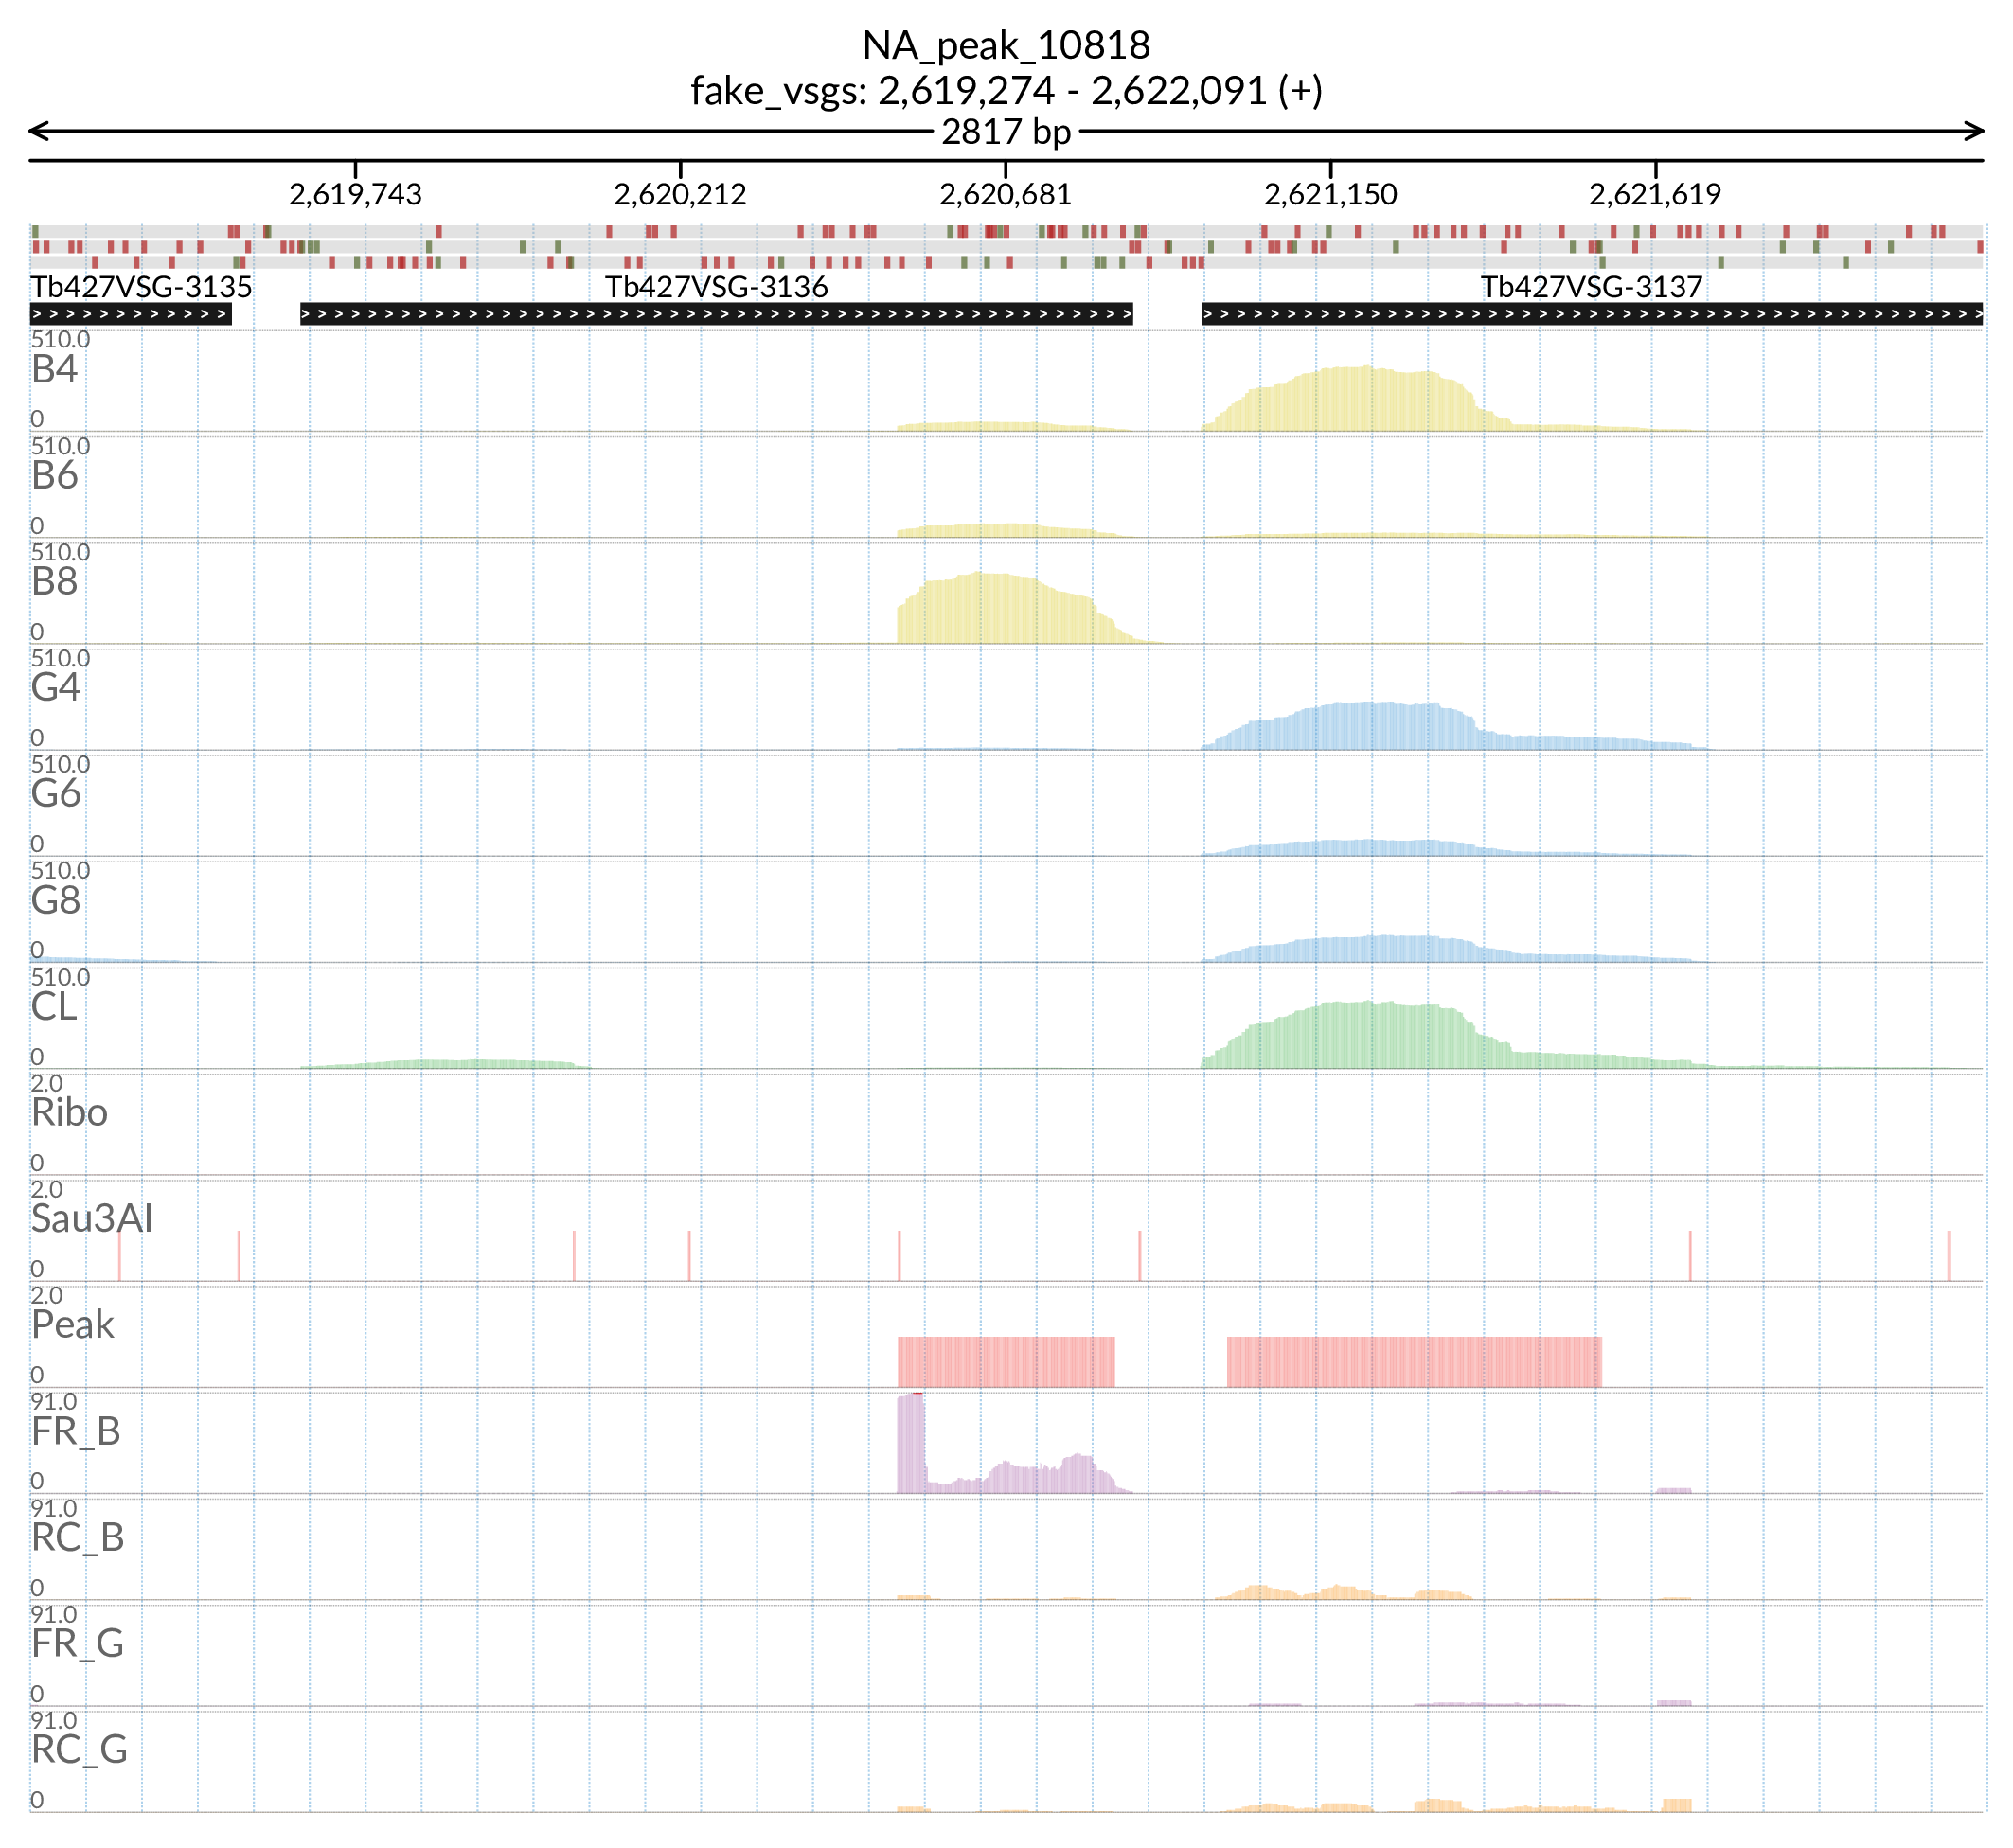 NA_peak_10818
fake_vsgs: 2,619,274 - 2,622,091 (+)
2817 bp
2,619,743 2,620,212 2,620,681 2,621,150 2,621,619
Tb427VSG-3135 Tb427VSG-3136 Tb427VSG-3137
510.0
B4
0
510.0
B6
0
510.0
B8
0
510.0
G4
0
510.0
G6
0
510.0
G8
0
510.0
CL
0
2.0
Ribo
0
2.0
Sau3AI
0
2.0
Peak
0
91.0
FR_B
0
91.0
RC_B
0
91.0
FR_G
0
91.0
RC_G
0